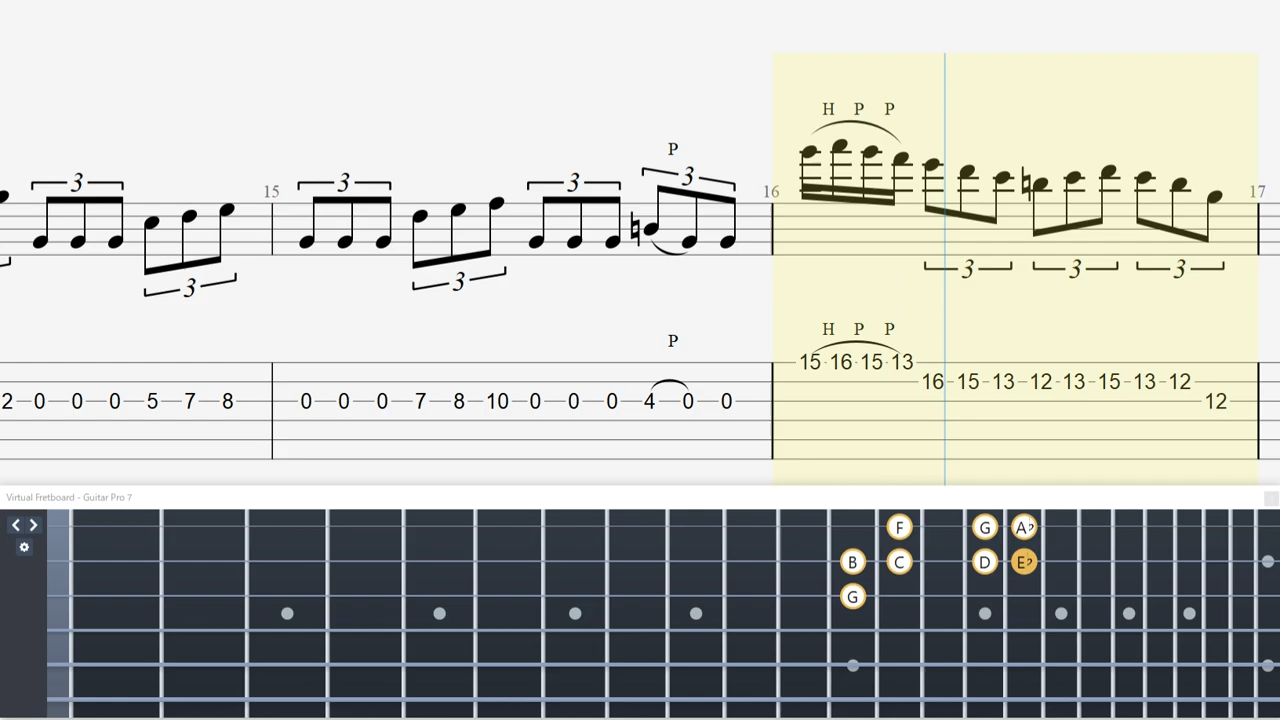 H P P
P
3 3 3 3
15 16 17
3 3 3 3 3
H P P
P
15 16 15 13
16 15 13 12 13 15 13 12
2 0 0 0 5 7 8 0 0 0 7 8 10 0 0 0 4 0 0 12
Virtual Fretboard - Guitar Pro 7
F G A♭
B C D E♭
G